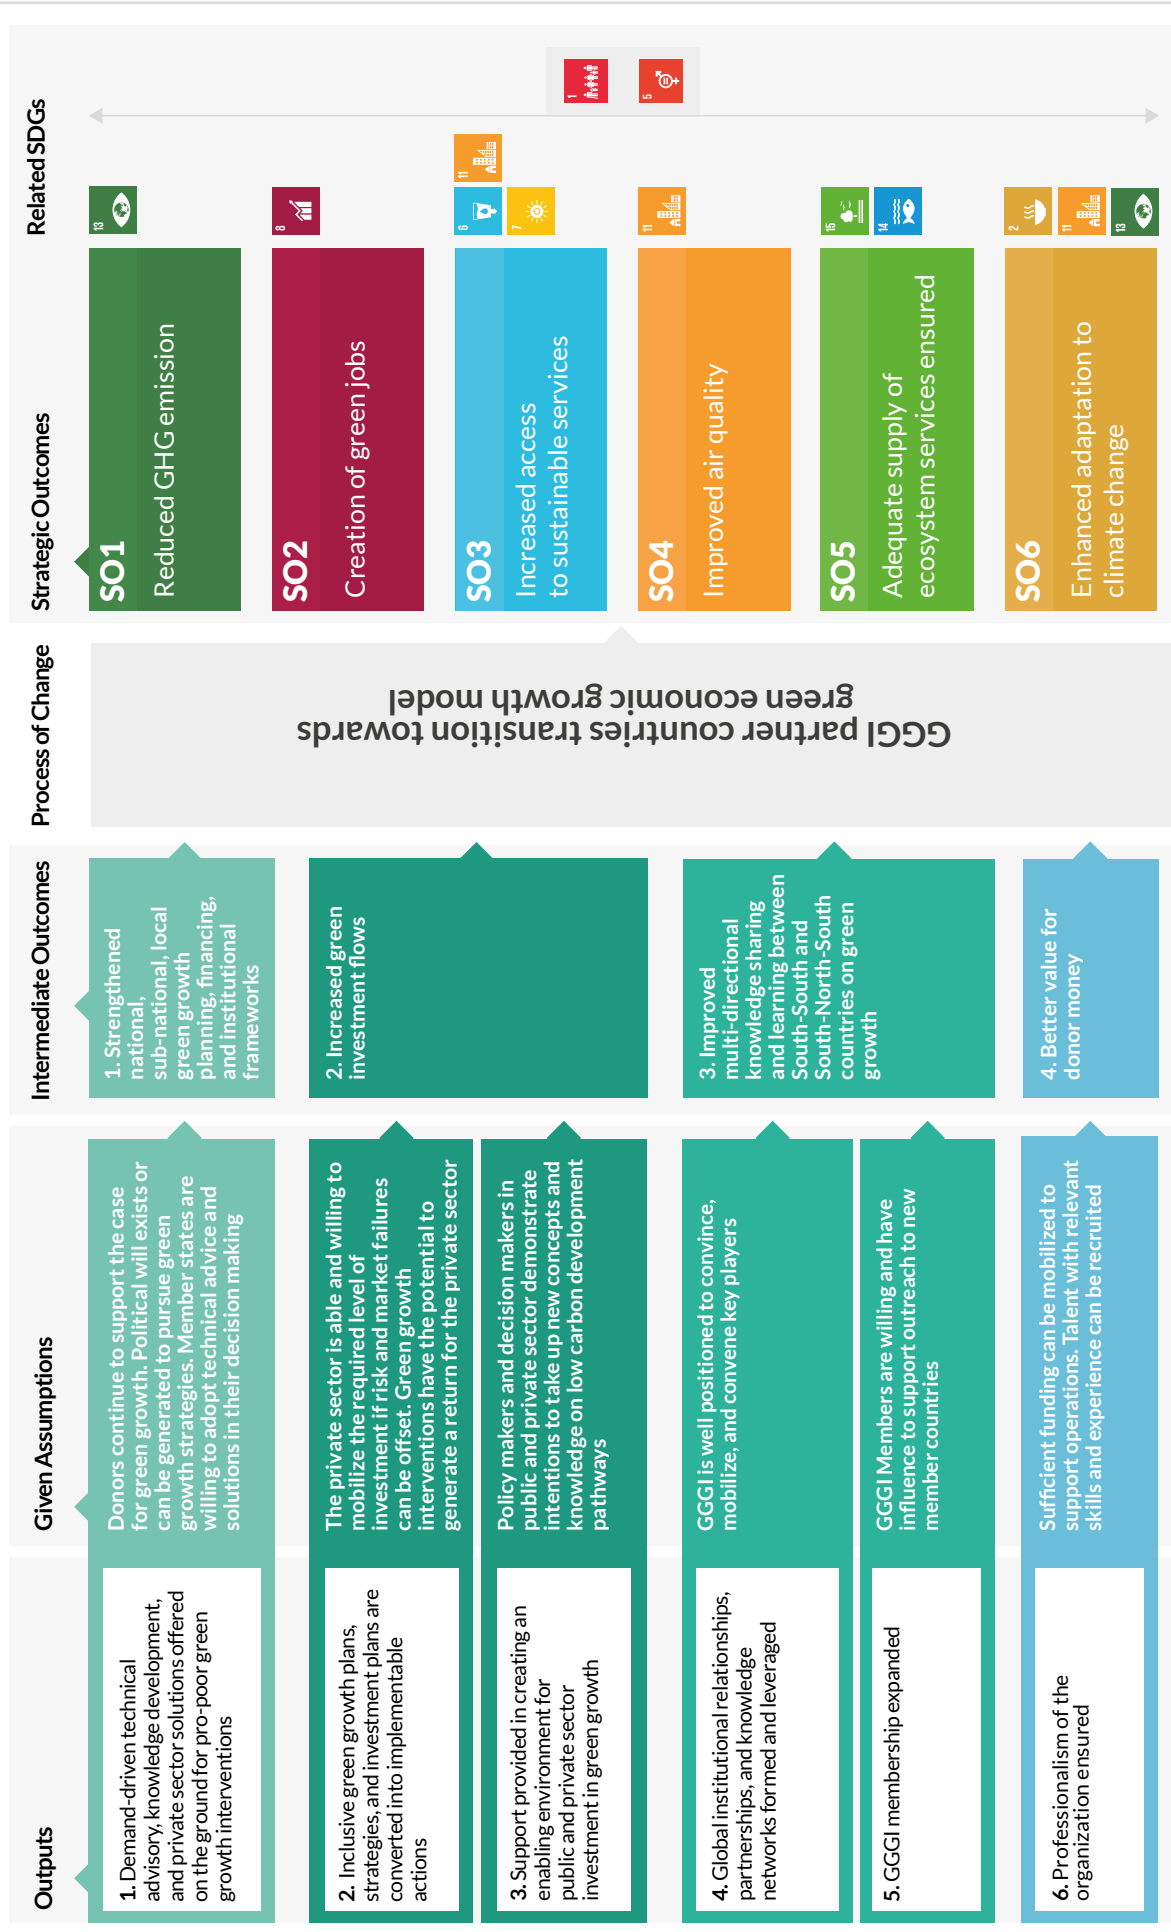 Outputs
1. Demand-driven technical
advisory, knowledge development,
and private sector solutions offered
on the ground for pro-poor green
growth interventions
2. Inclusive green growth plans,
strategies, and investment plans are
converted into implementable
actions
3. Support provided in creating an
enabling environment for
public and private sector
investment in green growth
4. Global institutional relationships,
partnerships, and knowledge
networks formed and leveraged
5. GGGI membership expanded
6. Professionalism of the
organization ensured
Given Assumptions
Donors continue to support the case
for green growth. Political will exists or
can be generated to pursue green
growth strategies. Member states are
willing to adopt technical advice and
solutions in their decision making
The private sector is able and willing to
mobilize the required level of
investment if risk and market failures
can be offset. Green growth
interventions have the potential to
generate a return for the private sector
Policy makers and decision makers in
public and private sector demonstrate
intentions to take up new concepts and
knowledge on low carbon development
pathways
GGGI is well positioned to convince,
mobilize, and convene key players
GGGI Members are willing and have
influence to support outreach to new
member countries
Sufficient funding can be mobilized to
support operations. Talent with relevant
skills and experience can be recruited
Intermediate Outcomes
1. Strengthened
national,
sub-national, local
green growth
planning, financing,
and institutional
frameworks
2. Increased green
investment flows
3. Improved
multi-directional
knowledge sharing
and learning between
South-South and
South-North-South
countries on green
growth
4. Better value for
donor money
Process of Change
GGGI partner countries transition towards
green economic growth model
Strategic Outcomes
SO1
Reduced GHG emission
SO2
Creation of green jobs
SO3
Increased access
to sustainable services
SO4
Improved air quality
SO5
Adequate supply of
ecosystem services ensured
SO6
Enhanced adaptation to
climate change
Related SDGs
13
8
6
11
7
11
15
14
2
11
13
1
5